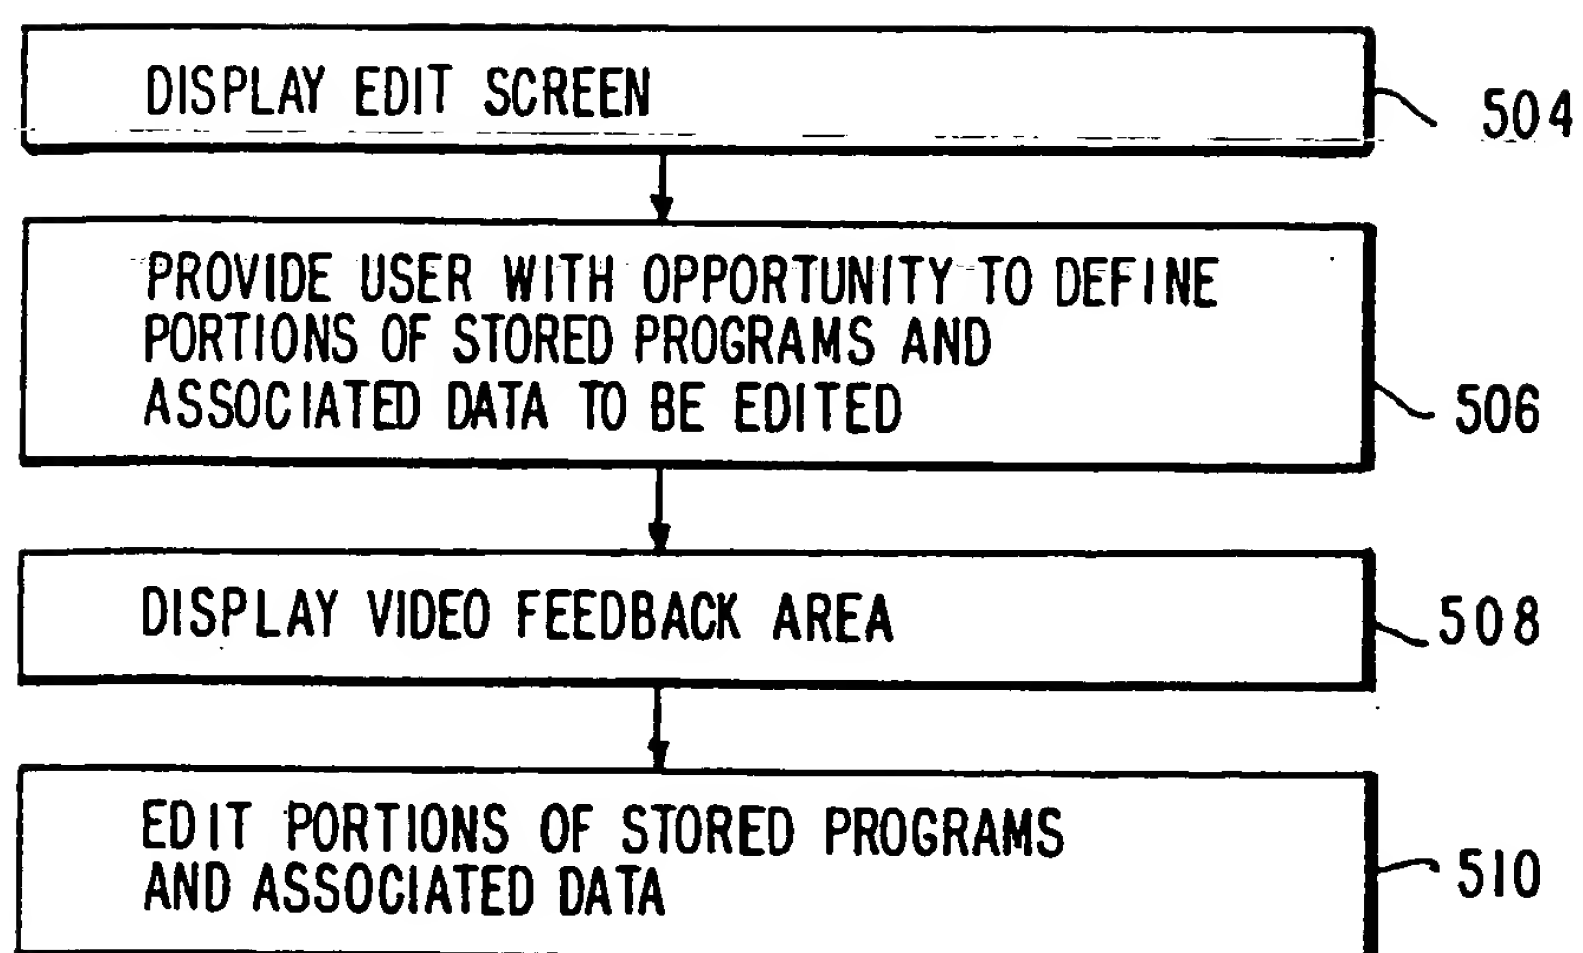 DISPLAY EDIT SCREEN
504
PROVIDE USER WITH OPPORTUNITY TO DEFINE
PORTIONS OF STORED PROGRAMS AND
ASSOCIATED DATA TO BE EDITED
506
DISPLAY VIDEO FEEDBACK AREA
508
EDIT PORTIONS OF STORED PROGRAMS
AND ASSOCIATED DATA
510